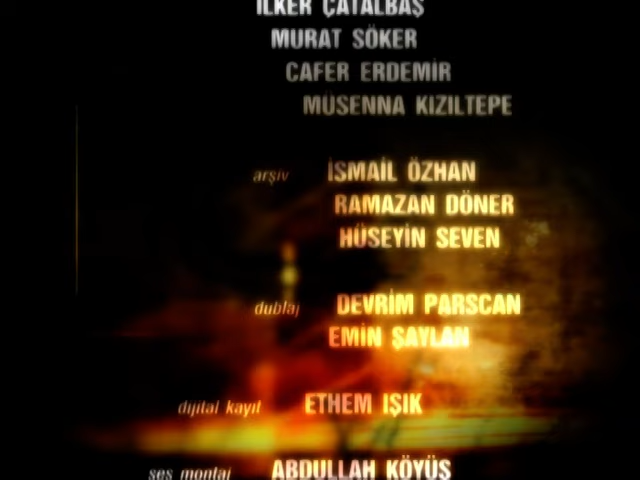 İLKER ÇATALBAŞ
MURAT SÖKER
CAFER ERDEMİR
MÜSENNA KIZILTEPE
arşiv İSMAİL ÖZHAN
RAMAZAN DÖNER
HÜSEYİN SEVEN
dublaj DEVRİM PARSCAN
EMİN ŞAYLAN
dijital kayıt ETHEM IŞIK
ses montaj ABDULLAH KÖYÜŞ